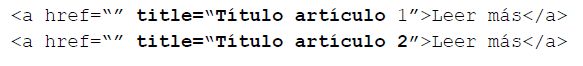 <a href=“” title=“Título artículo 1”>Leer más</a>
<a href=“” title=“Título artículo 2”>Leer más</a>